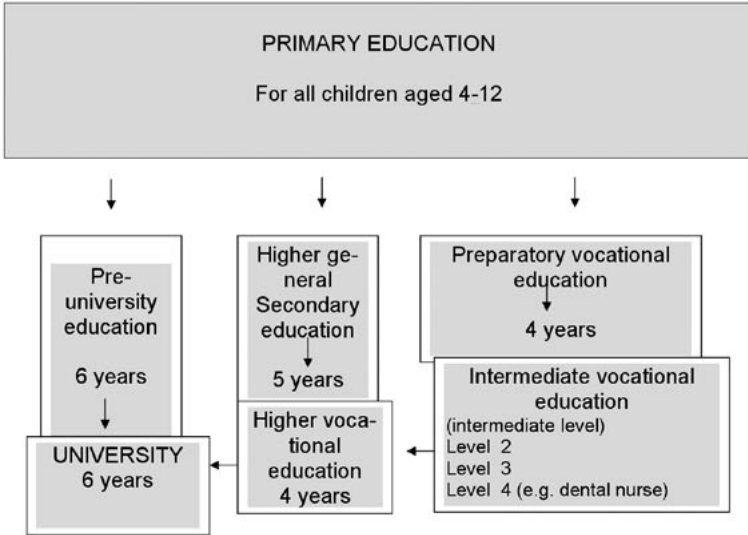 PRIMARY EDUCATION
For all children aged 4-12
Pre-
university
education
6 years
UNIVERSITY
6 years
Higher ge-
neral
Secondary
education
5 years
Higher voca-
tional
education
4 years
Preparatory vocational
education
4 years
Intermediate vocational
education
(intermediate level)
Level 2
Level 3
Level 4 (e.g. dental nurse)